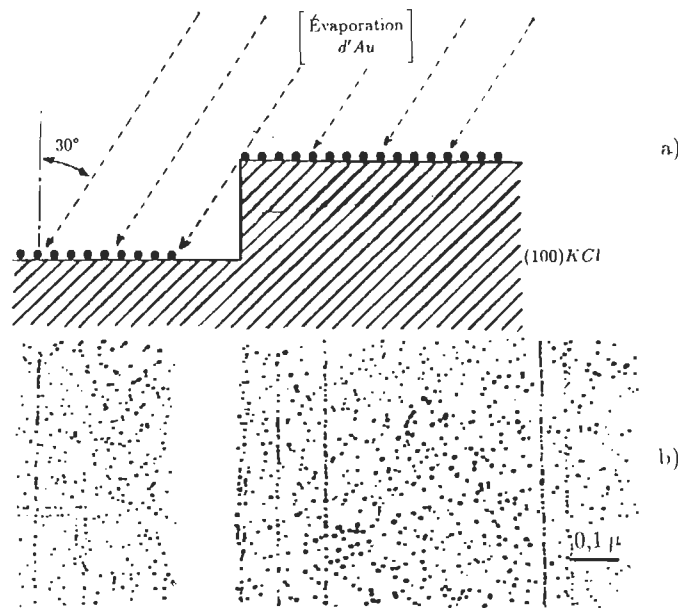 Évaporation
d'Au
30°
a)
(100)KCl
b)
0,1 μ